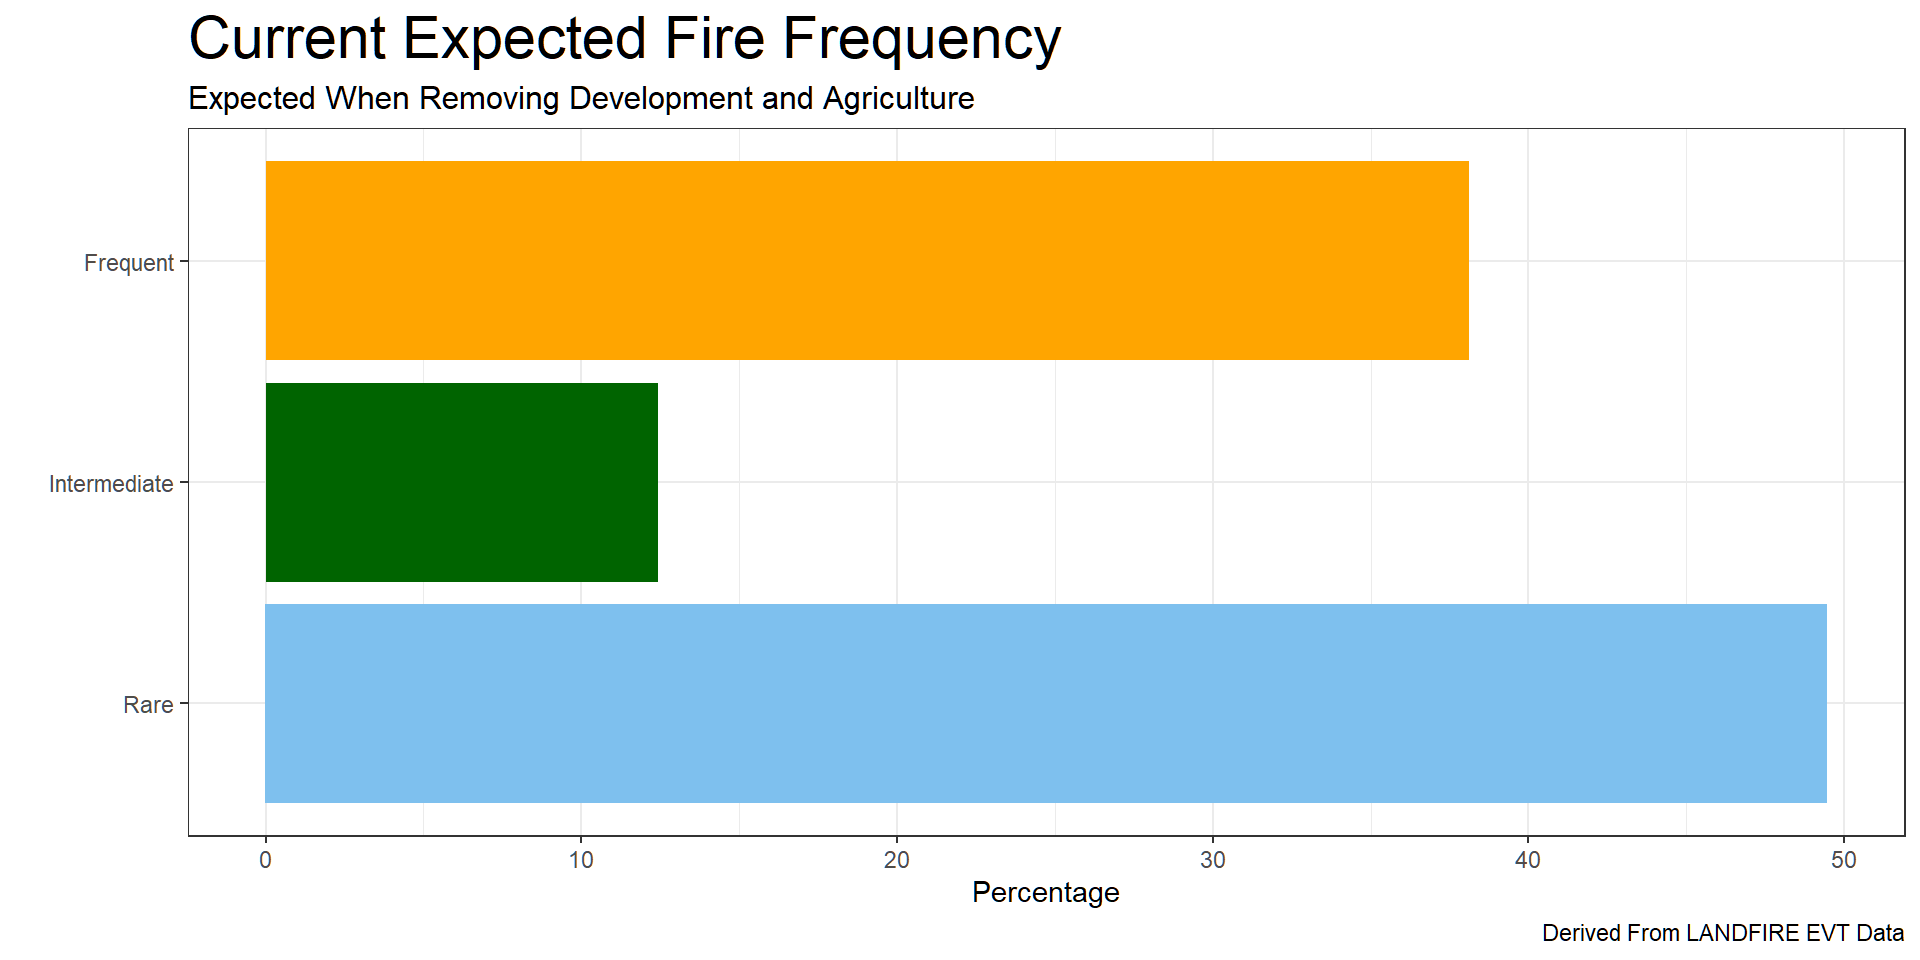 Current Expected Fire Frequency
Expected When Removing Development and Agriculture
Frequent
Intermediate
Rare
0 10 20 30 40 50
Percentage
Derived From LANDFIRE EVT Data